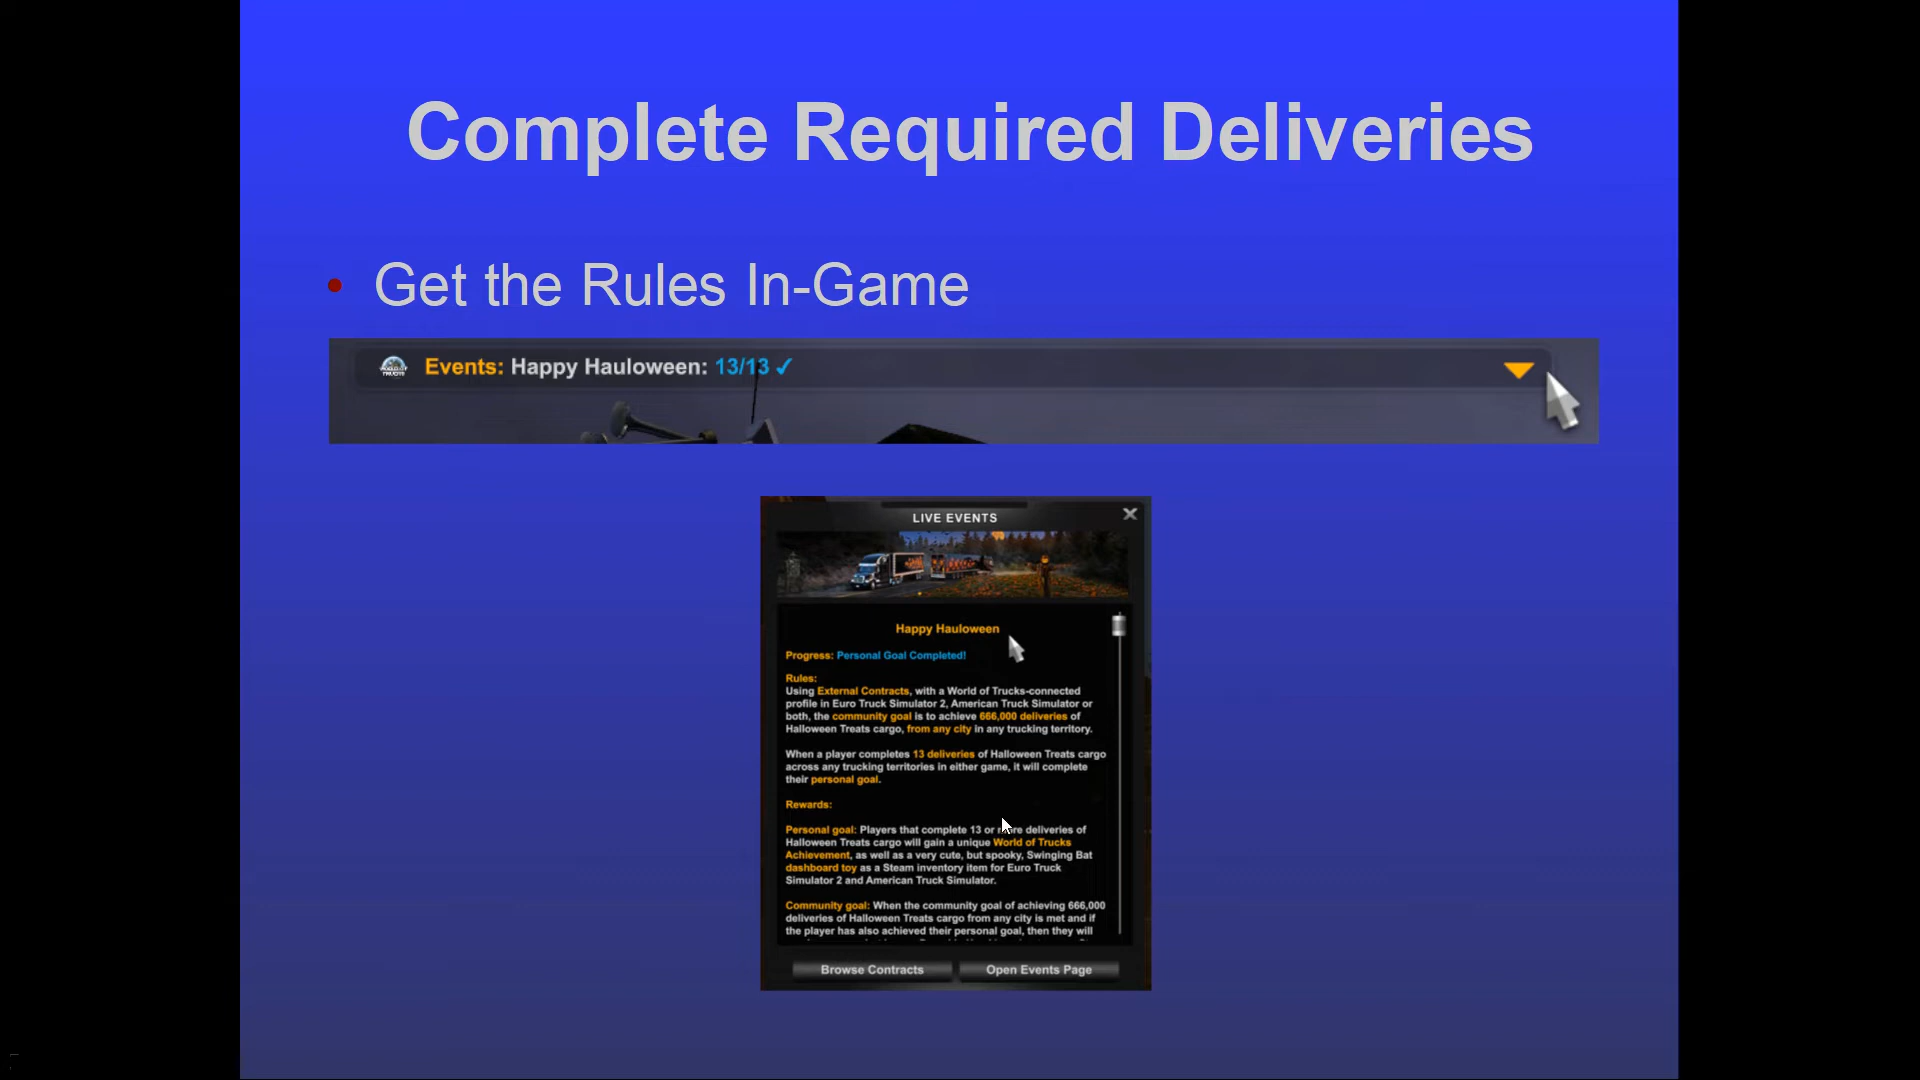 Complete Required Deliveries
• Get the Rules In-Game
Events: Happy Hauloween: 13/13 ✓
LIVE EVENTS
Happy Hauloween
Progress: Personal Goal Completed!
Rules:
Using External Contracts, with a World of Trucks-connected
profile in Euro Truck Simulator 2, American Truck Simulator or
both, the community goal is to achieve 666,000 deliveries of
Halloween Treats cargo, from any city in any trucking territory.
When a player completes 13 deliveries of Halloween Treats cargo
across any trucking territories in either game, it will complete
their personal goal.
Rewards:
Personal goal: Players that complete 13 or more deliveries of
Halloween Treats cargo will gain a unique World of Trucks
Achievement, as well as a very cute, but spooky, Swinging Bat
dashboard toy as a Steam inventory item for Euro Truck
Simulator 2 and American Truck Simulator.
Community goal: When the community goal of achieving 666,000
deliveries of Halloween Treats cargo from any city is met and if
the player has also achieved their personal goal, then they will
Browse Contracts
Open Events Page